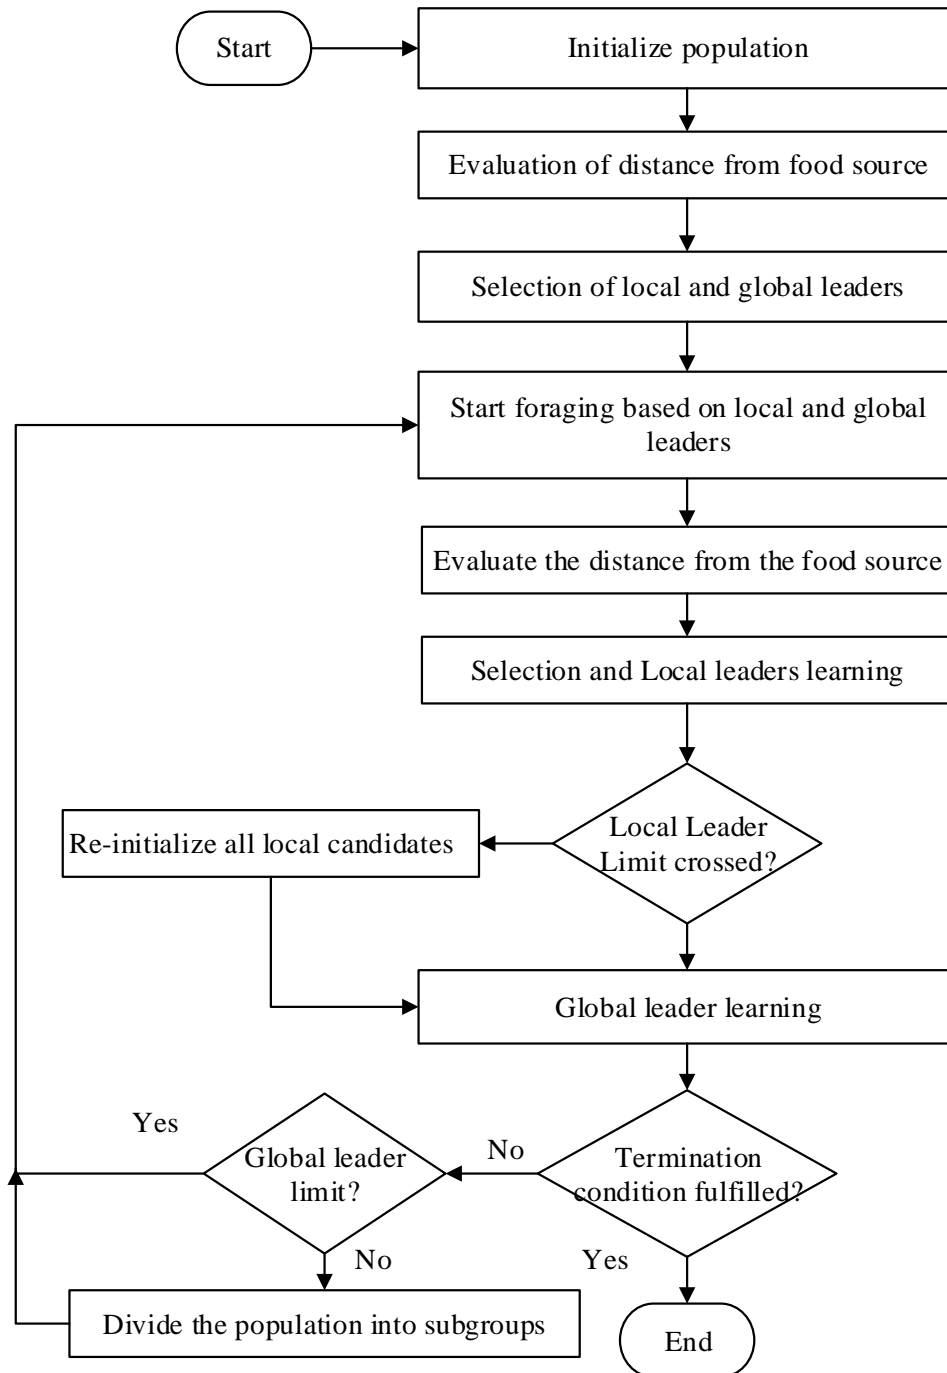 Start
Initialize population
Evaluation of distance from food source
Selection of local and global leaders
Start foraging based on local and global
leaders
Evaluate the distance from the food source
Selection and Local leaders learning
Local Leader
Limit crossed?
Re-initialize all local candidates
Global leader learning
Termination
condition fulfilled?
No
Yes
Global leader
limit?
Yes
No
Divide the population into subgroups
End